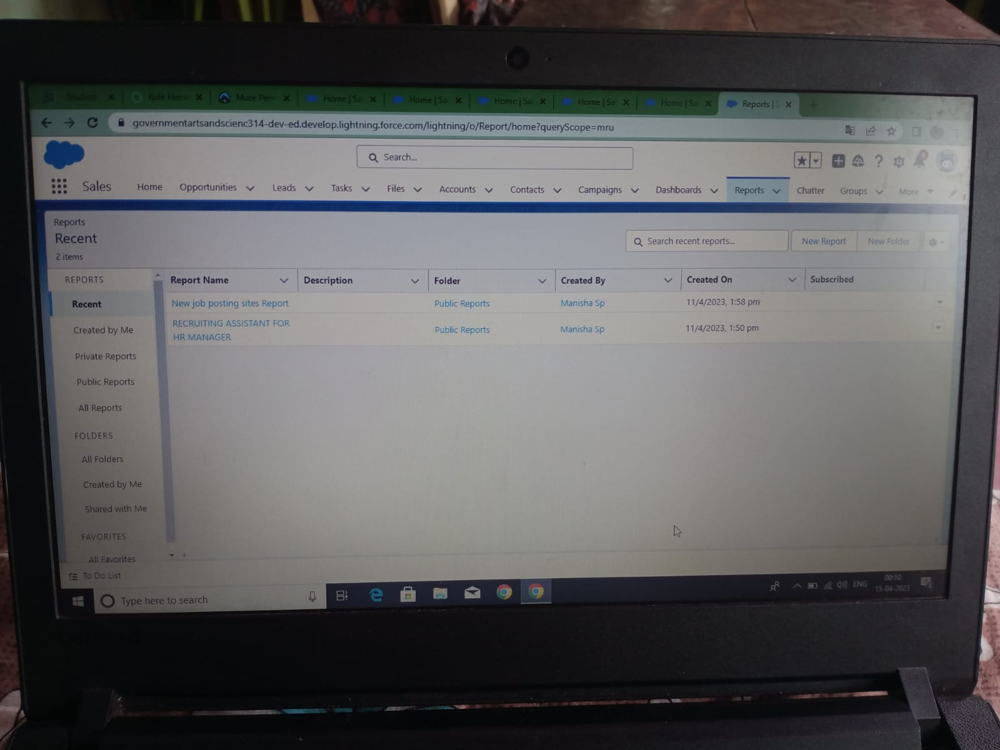 Student
Role Hiera
Mute Perm
Home | Sa
Home | Sa
Home | Sa
Home | Sa
Home | Sa
Reports | S
governmentartsandscienc314-dev-ed.develop.lightning.force.com/lightning/o/Report/home?queryScope=mru
Search...
Sales Home Opportunities Leads Tasks Files Accounts Contacts Campaigns Dashboards Reports Chatter Groups More
Reports
Recent
2 items
Search recent reports...
New Report
New Folder
REPORTS
Recent
Created by Me
Private Reports
Public Reports
All Reports
FOLDERS
All Folders
Created by Me
Shared with Me
FAVORITES
All Favorites
Report Name Description Folder Created By Created On Subscribed
New job posting sites Report Public Reports Manisha Sp 11/4/2023, 1:58 pm
RECRUITING ASSISTANT FOR
HR MANAGER Public Reports Manisha Sp 11/4/2023, 1:50 pm
To Do List
Type here to search
ENG
00:10
15-04-2023